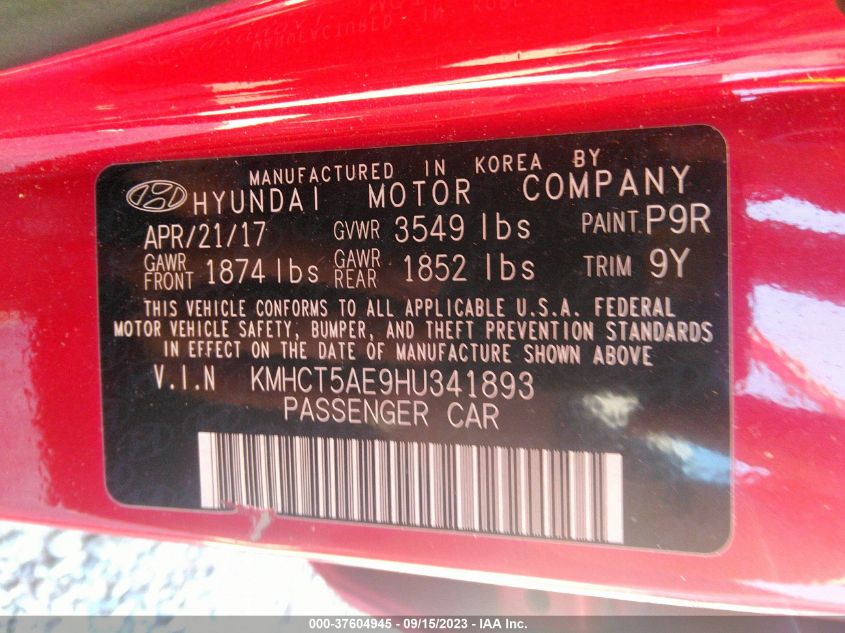 MANUFACTURED IN KOREA BY
HYUNDAI MOTOR COMPANY
APR/21/17 GVWR 3549 lbs PAINT P9R
GAWR FRONT 1874 lbs GAWR REAR 1852 lbs TRIM 9Y
THIS VEHICLE CONFORMS TO ALL APPLICABLE U.S.A. FEDERAL
MOTOR VEHICLE SAFETY, BUMPER, AND THEFT PREVENTION STANDARDS
IN EFFECT ON THE DATE OF MANUFACTURE SHOWN ABOVE
V.I.N KMHCT5AE9HU341893
PASSENGER CAR
000-37604945 - 09/15/2023 - IAA Inc.